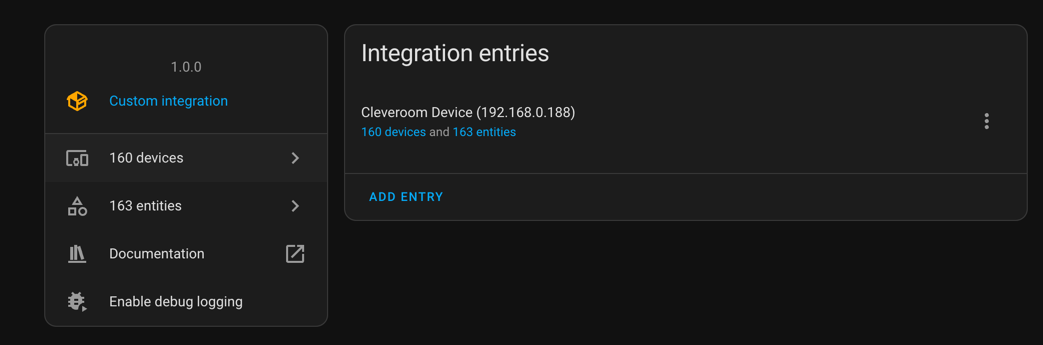 1.0.0
Custom integration
160 devices
163 entities
Documentation
Enable debug logging
Integration entries
Cleveroom Device (192.168.0.188)
160 devices and 163 entities
ADD ENTRY